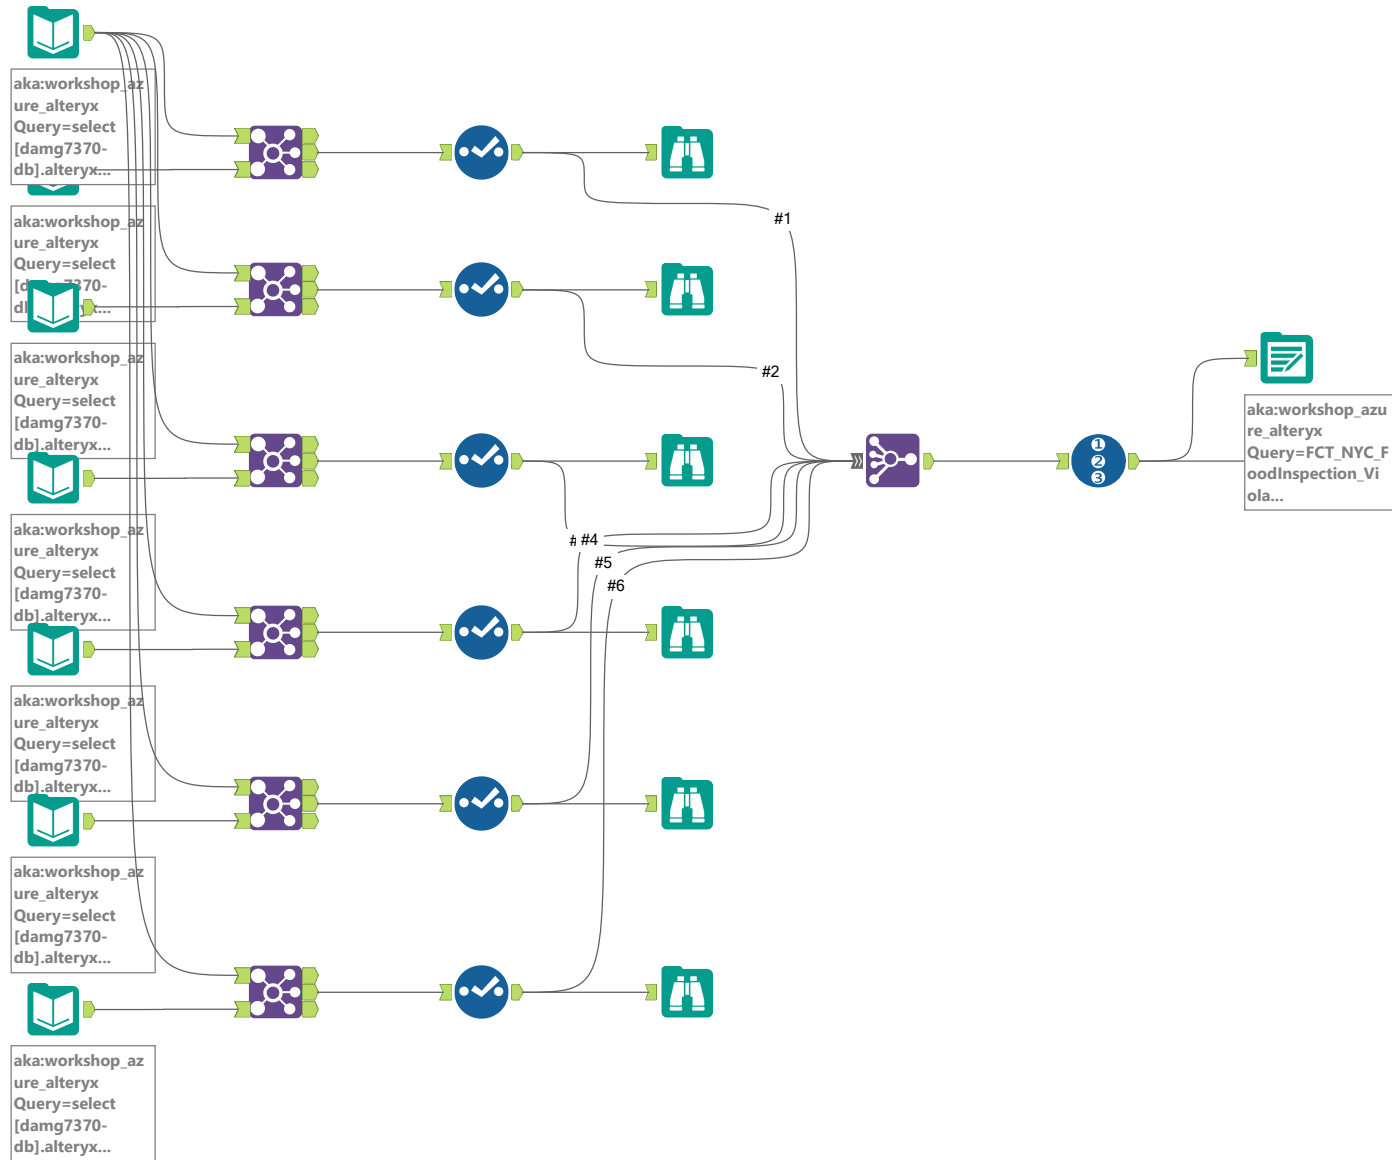 aka:workshop_az
ure_alteryx
Query=select
[damg7370-
db].alteryx...
aka:workshop_az
ure_alteryx
Query=select
aka:workshop_az
ure_alteryx
Query=select
[damg7370-
db].alteryx...
aka:workshop_az
ure_alteryx
Query=select
[damg7370-
db].alteryx...
aka:workshop_az
ure_alteryx
Query=select
[damg7370-
db].alteryx...
aka:workshop_az
ure_alteryx
Query=select
[damg7370-
db].alteryx...
aka:workshop_az
ure_alteryx
Query=select
[damg7370-
db].alteryx...
#1
#2
#4
#5
#6
1
2
3
aka:workshop_azu
re_alteryx
Query=FCT_NYC_F
oodInspection_Vi
ola...